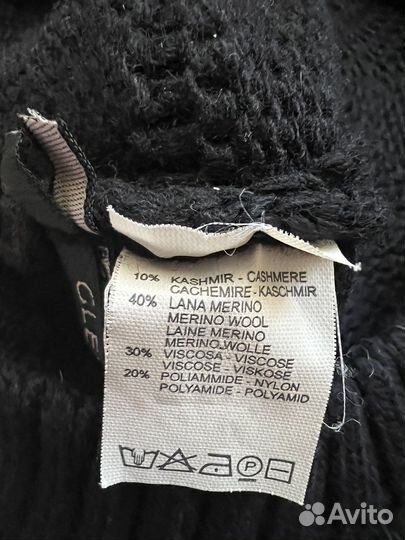 10% KASHMIR - CASHMERE
CACHEMIRE-KASCHMIR
40% LANA MERINO
MERINO WOOL
LAINE MERINO
MERINO.WOLLE
30% VISCOSA - VISCOSE
VISCOSE - VISKOSE
20% POLIAMMIDE - NYLON
POLYAMIDE - POLYAMID
P
CLE
Avito